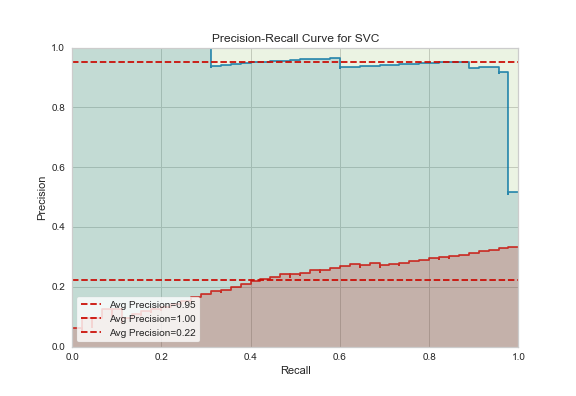 Precision-Recall Curve for SVC
1.0
0.8
0.6
0.4
0.2
0.0
Precision
Avg Precision=0.95
Avg Precision=1.00
Avg Precision=0.22
0.0 0.2 0.4 0.6 0.8 1.0
Recall